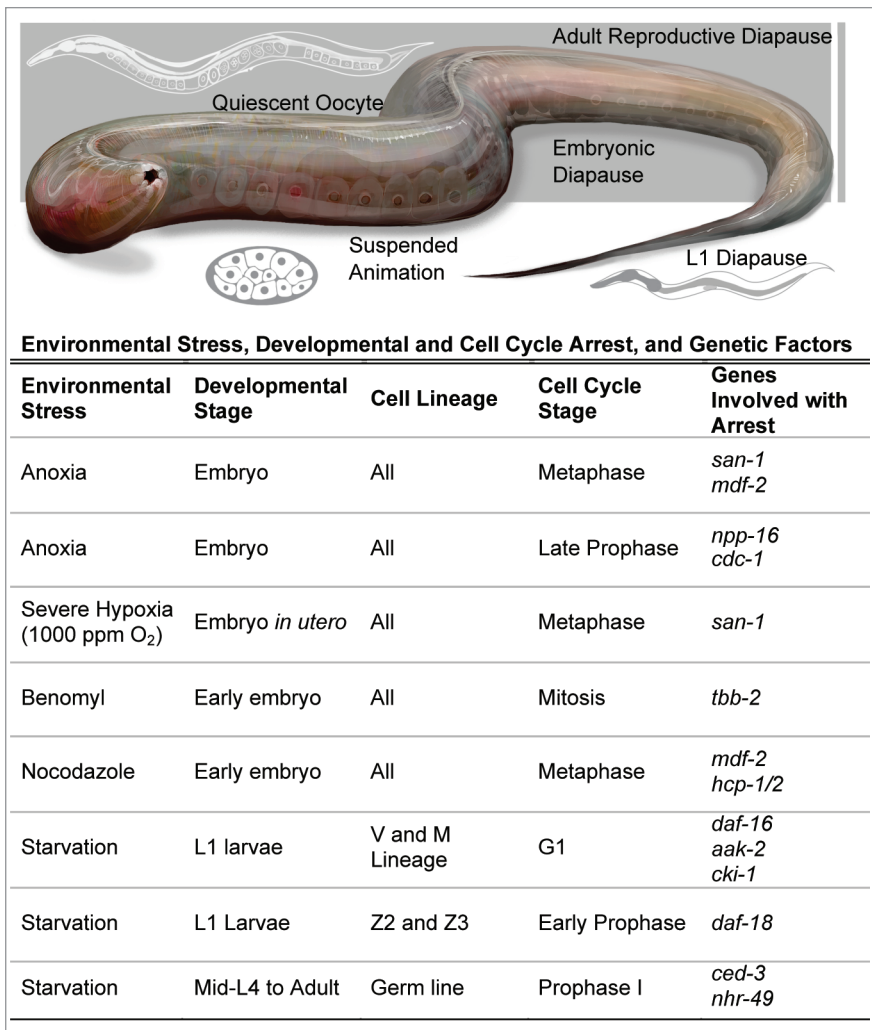 Adult Reproductive Diapause
Quiescent Oocyte
Embryonic
Diapause
Suspended
Animation
L1 Diapause
Environmental Stress, Developmental and Cell Cycle Arrest, and Genetic Factors
Environmental Stress Developmental Stage Cell Lineage Cell Cycle Stage Genes Involved with Arrest
Anoxia Embryo All Metaphase san-1
mdf-2
Anoxia Embryo All Late Prophase npp-16
cdc-1
Severe Hypoxia
(1000 ppm O₂) Embryo in utero All Metaphase san-1
Benomyl Early embryo All Mitosis tbb-2
Nocodazole Early embryo All Metaphase mdf-2
hcp-1/2
Starvation L1 larvae V and M Lineage G1 daf-16
aak-2
cki-1
Starvation L1 Larvae Z2 and Z3 Early Prophase daf-18
Starvation Mid-L4 to Adult Germ line Prophase I ced-3
nhr-49